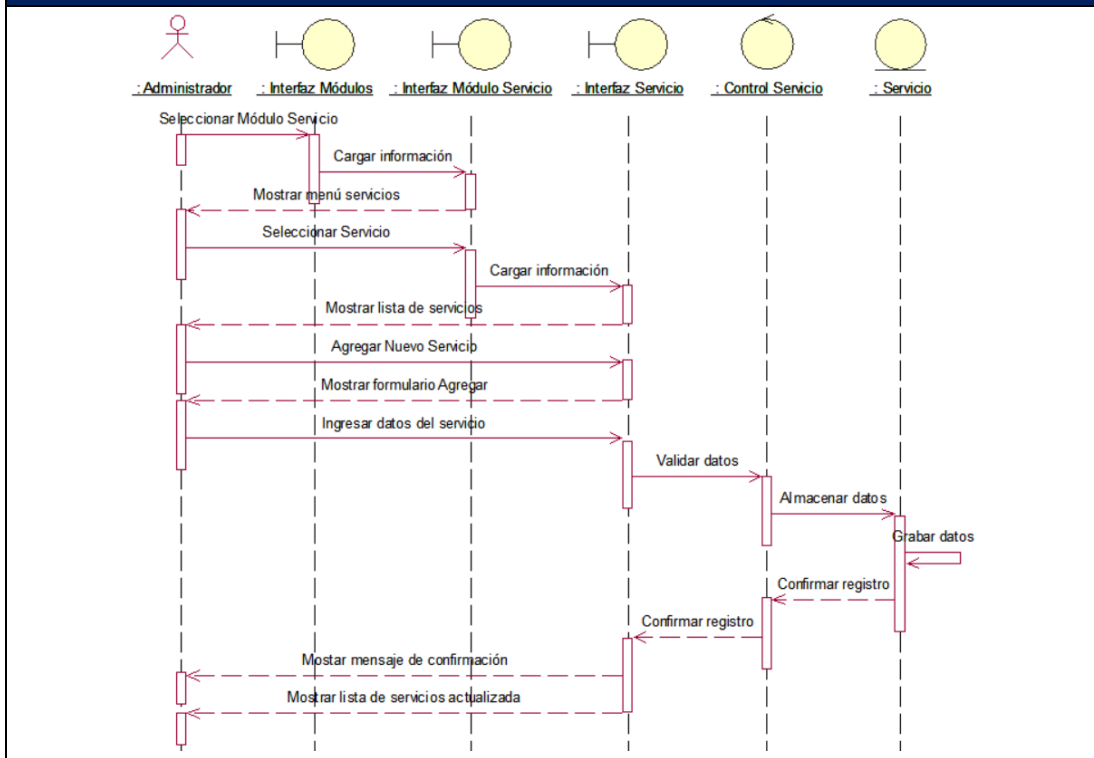 : Administrador
: Interfaz Módulos
: Interfaz Módulo Servicio
: Interfaz Servicio
: Control Servicio
: Servicio
Seleccionar Módulo Servicio
Cargar información
Mostrar menú servicios
Seleccionar Servicio
Cargar información
Mostrar lista de servicios
Agregar Nuevo Servicio
Mostrar formulario Agregar
Ingresar datos del servicio
Validar datos
Almacenar datos
Grabar datos
Confirmar registro
Confirmar registro
Mostar mensaje de confirmación
Mostrar lista de servicios actualizada